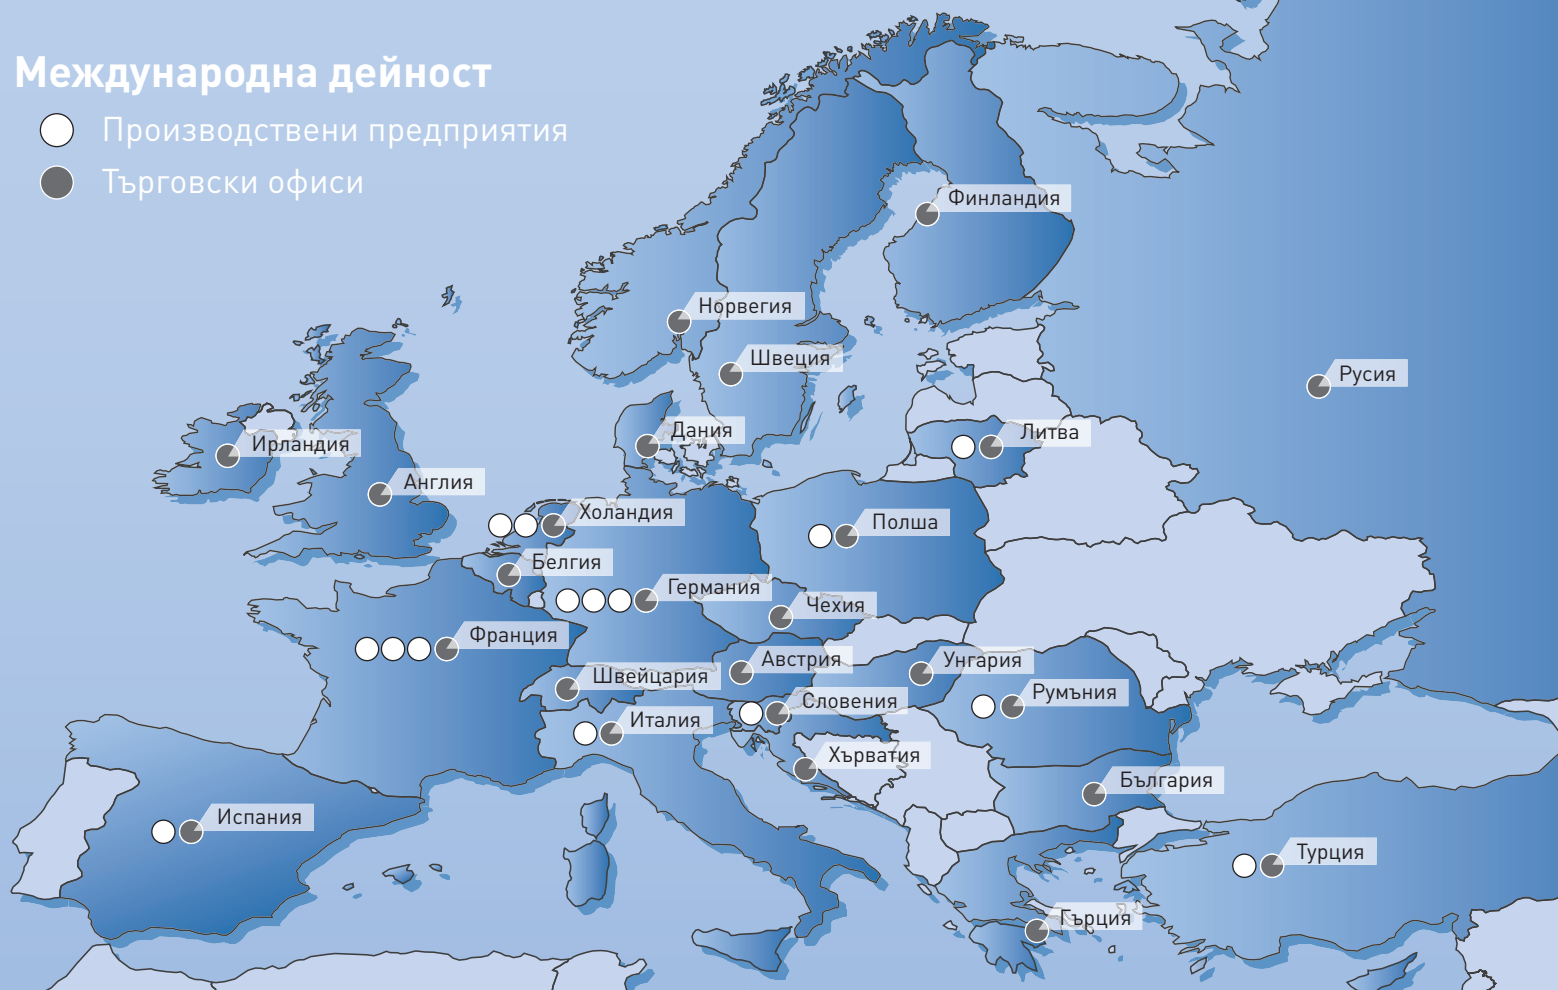 Международна дейност
Производствени предприятия
Търговски офиси
Финландия
Норвегия
Швеция
Русия
Дания
Литва
Ирландия
Англия
Холандия
Полша
Белгия
Германия
Чехия
Франция
Австрия
Унгария
Швейцария
Румъния
Словения
Италия
Хърватия
България
Испания
Турция
Гърция